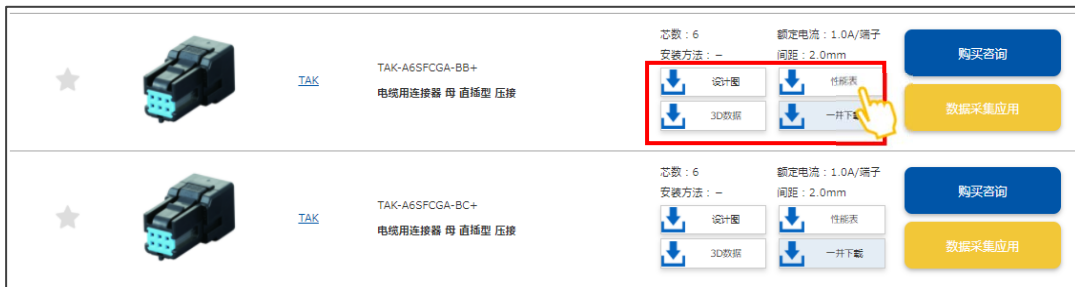 芯数：6 额定电流：1.0A/端子
安装方法：－ 间距：2.0mm
TAK
TAK-A6SFCGA-BB+
电缆用连接器 母 直插型 压接
设计图 性能表
3D数据 一并下载
购买咨询
数据采集应用
芯数：6 额定电流：1.0A/端子
安装方法：－ 间距：2.0mm
TAK
TAK-A6SFCGA-BC+
电缆用连接器 母 直插型 压接
设计图 性能表
3D数据 一并下载
购买咨询
数据采集应用